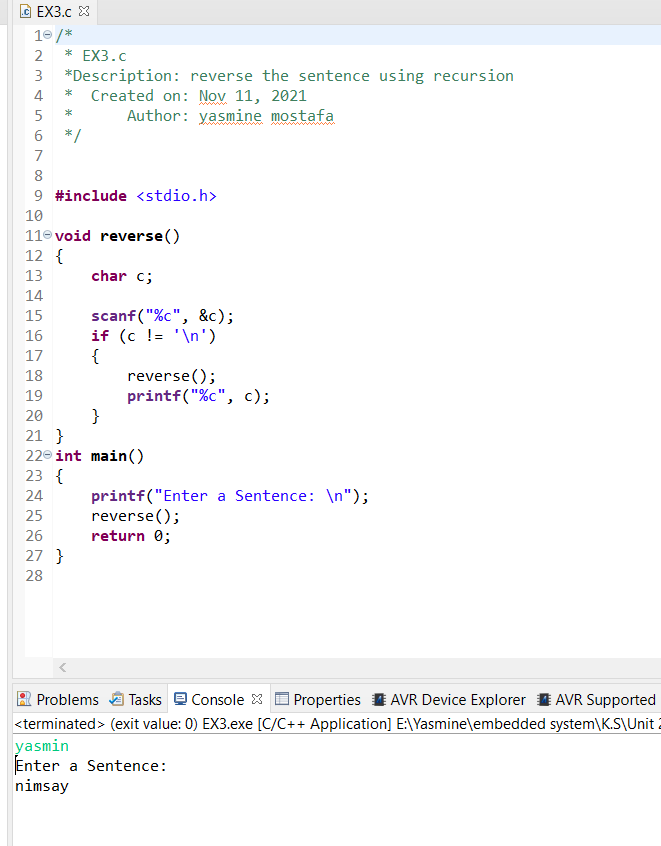 EX3.c
1 /*
2  * EX3.c
3  *Description: reverse the sentence using recursion
4  *  Created on: Nov 11, 2021
5  *      Author: yasmine mostafa
6  */
7
8
9 #include <stdio.h>
10
11 void reverse()
12 {
13     char c;
14
15     scanf("%c", &c);
16     if (c != '\n')
17     {
18         reverse();
19         printf("%c", c);
20     }
21 }
22 int main()
23 {
24     printf("Enter a Sentence: \n");
25     reverse();
26     return 0;
27 }
28
Problems Tasks Console Properties AVR Device Explorer AVR Supported
<terminated> (exit value: 0) EX3.exe [C/C++ Application] E:\Yasmine\embedded system\K.S\Unit
yasmin
Enter a Sentence:
nimsay